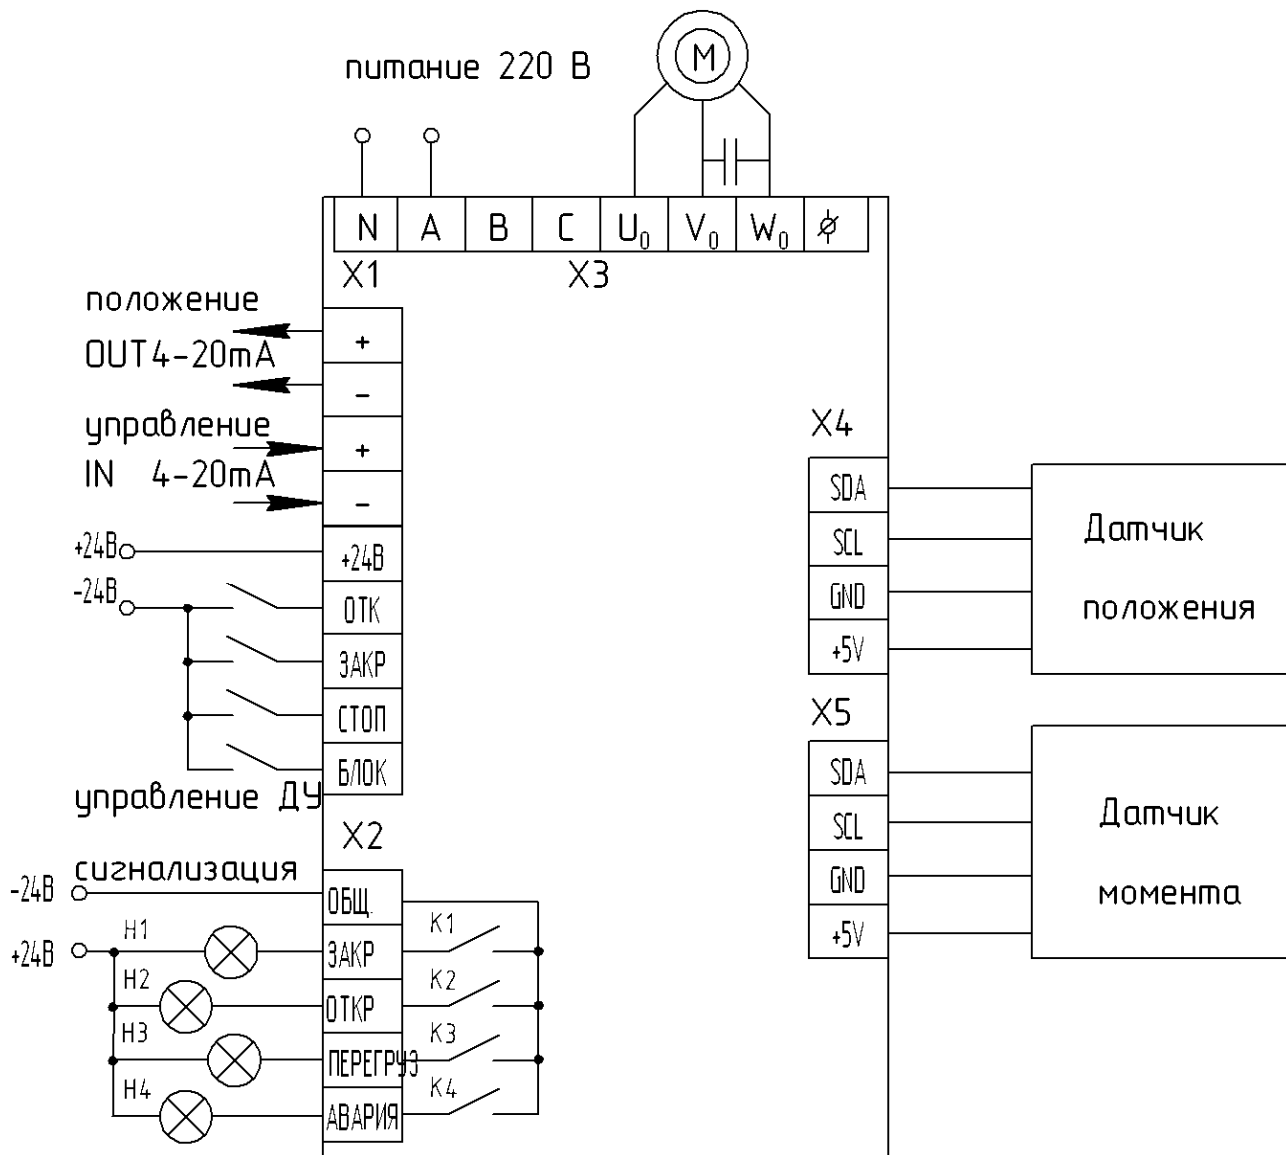 питание 220 В
M
N A B C U₀ V₀ W₀
X1 X3
положение
+
OUT 4-20mA
-
управление
+
IN 4-20mA
-
+24В +24В
-24В ОТК
ЗАКР
СТОП
БЛОК
управление ДУ
X4
SDA
SCL
GND
+5V
Датчик
положения
X5
SDA
SCL
GND
+5V
Датчик
момента
X2
сигнализация
-24В ОБЩ.
+24В H1 ЗАКР K1
H2 ОТКР K2
H3 ПЕРЕГРУЗ K3
H4 АВАРИЯ K4